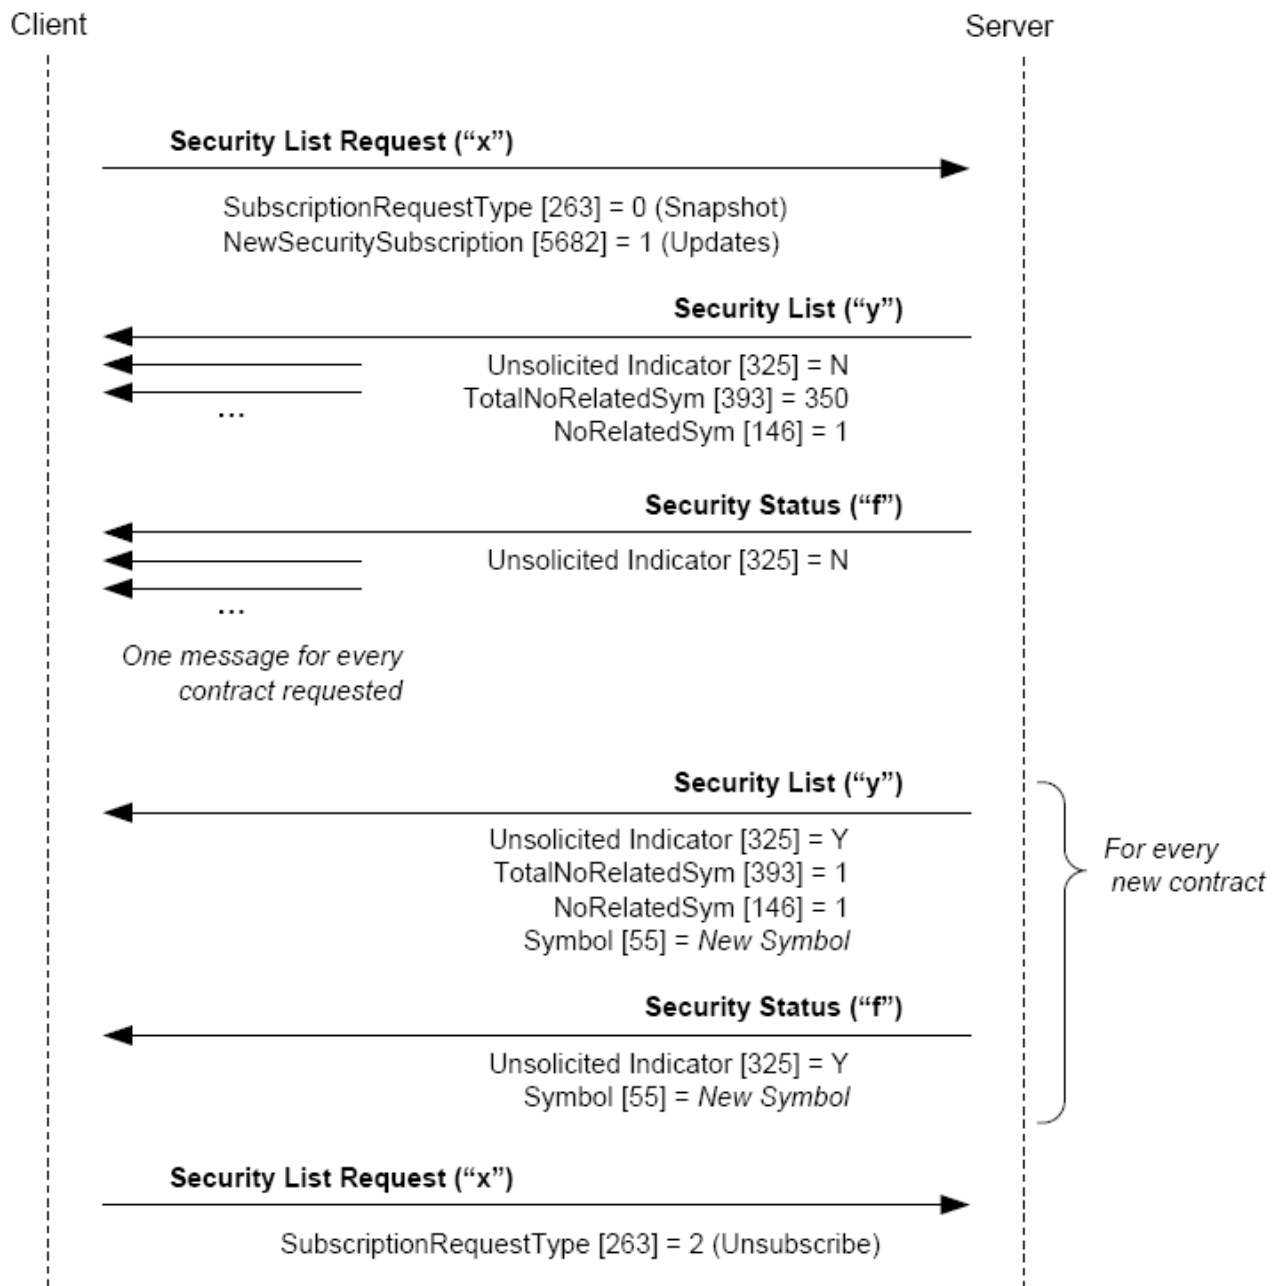 Client
Server
Security List Request (“x”)
SubscriptionRequestType [263] = 0 (Snapshot)
NewSecuritySubscription [5682] = 1 (Updates)
Security List (“y”)
Unsolicited Indicator [325] = N
TotalNoRelatedSym [393] = 350
NoRelatedSym [146] = 1
...
Security Status (“f”)
Unsolicited Indicator [325] = N
...
One message for every
contract requested
Security List (“y”)
Unsolicited Indicator [325] = Y
TotalNoRelatedSym [393] = 1
NoRelatedSym [146] = 1
Symbol [55] = New Symbol
For every
new contract
Security Status (“f”)
Unsolicited Indicator [325] = Y
Symbol [55] = New Symbol
Security List Request (“x”)
SubscriptionRequestType [263] = 2 (Unsubscribe)